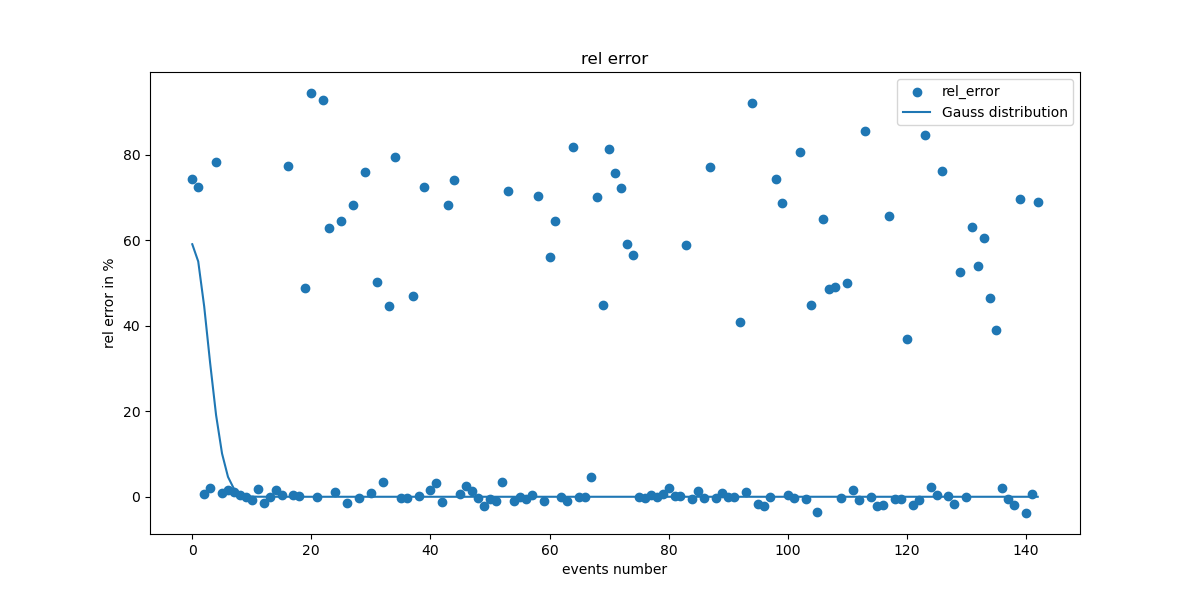 rel error
rel_error
Gauss distribution
rel error in %
80
60
40
20
0
0 20 40 60 80 100 120 140
events number